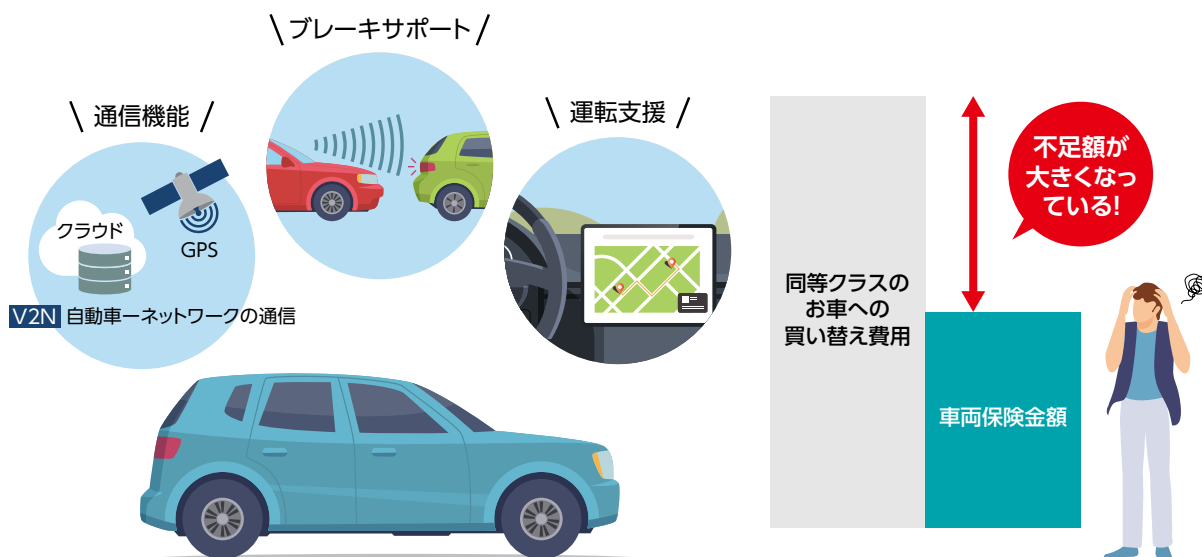 ブレーキサポート
通信機能
運転支援
クラウド
GPS
V2N 自動車ーネットワークの通信
不足額が
大きくなっ
ている!
同等クラスの
お車への
買い替え費用
車両保険金額